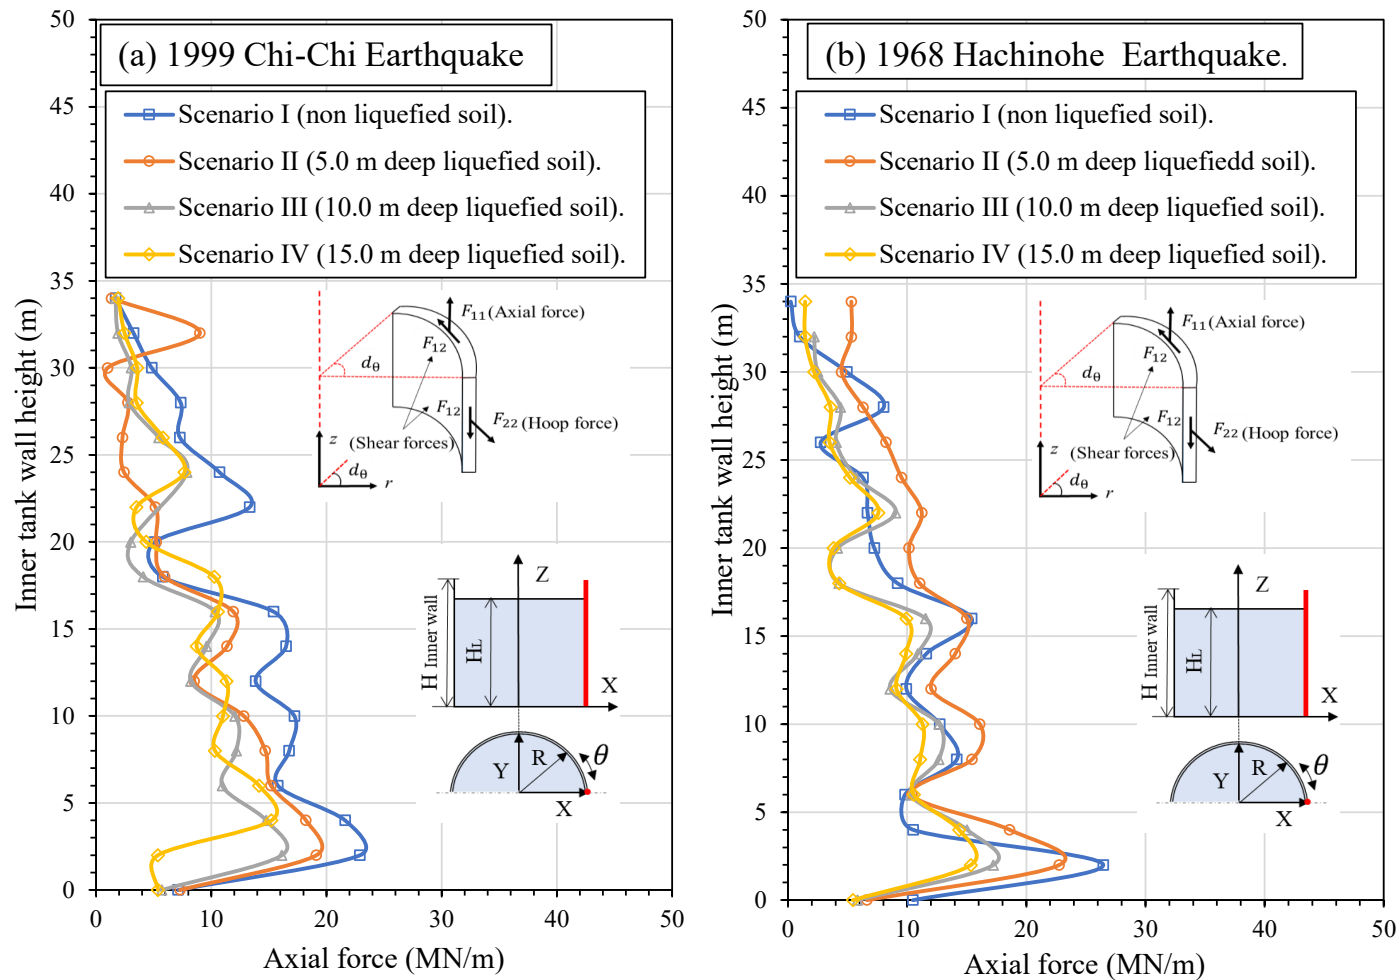 (a) 1999 Chi-Chi Earthquake
Scenario I (non liquefied soil).
Scenario II (5.0 m deep liquefied soil).
Scenario III (10.0 m deep liquefied soil).
Scenario IV (15.0 m deep liquefied soil).
Inner tank wall height (m)
50
45
40
35
30
25
20
15
10
5
0
0 10 20 30 40 50
Axial force (MN/m)
F11 (Axial force)
F12
dθ
F12
F22 (Hoop force)
(Shear forces)
z
dθ
r
Z
H Inner wall
HL
X
Y
R
θ
X
(b) 1968 Hachinohe Earthquake.
Scenario I (non liquefied soil).
Scenario II (5.0 m deep liquefiedd soil).
Scenario III (10.0 m deep liquefied soil).
Scenario IV (15.0 m deep liquefied soil).
Inner tank wall height (m)
50
45
40
35
30
25
20
15
10
5
0
0 10 20 30 40 50
Axial force (MN/m)
F11 (Axial force)
F12
dθ
F12
F22 (Hoop force)
(Shear forces)
z
dθ
r
Z
H Inner wall
HL
X
Y
R
θ
X